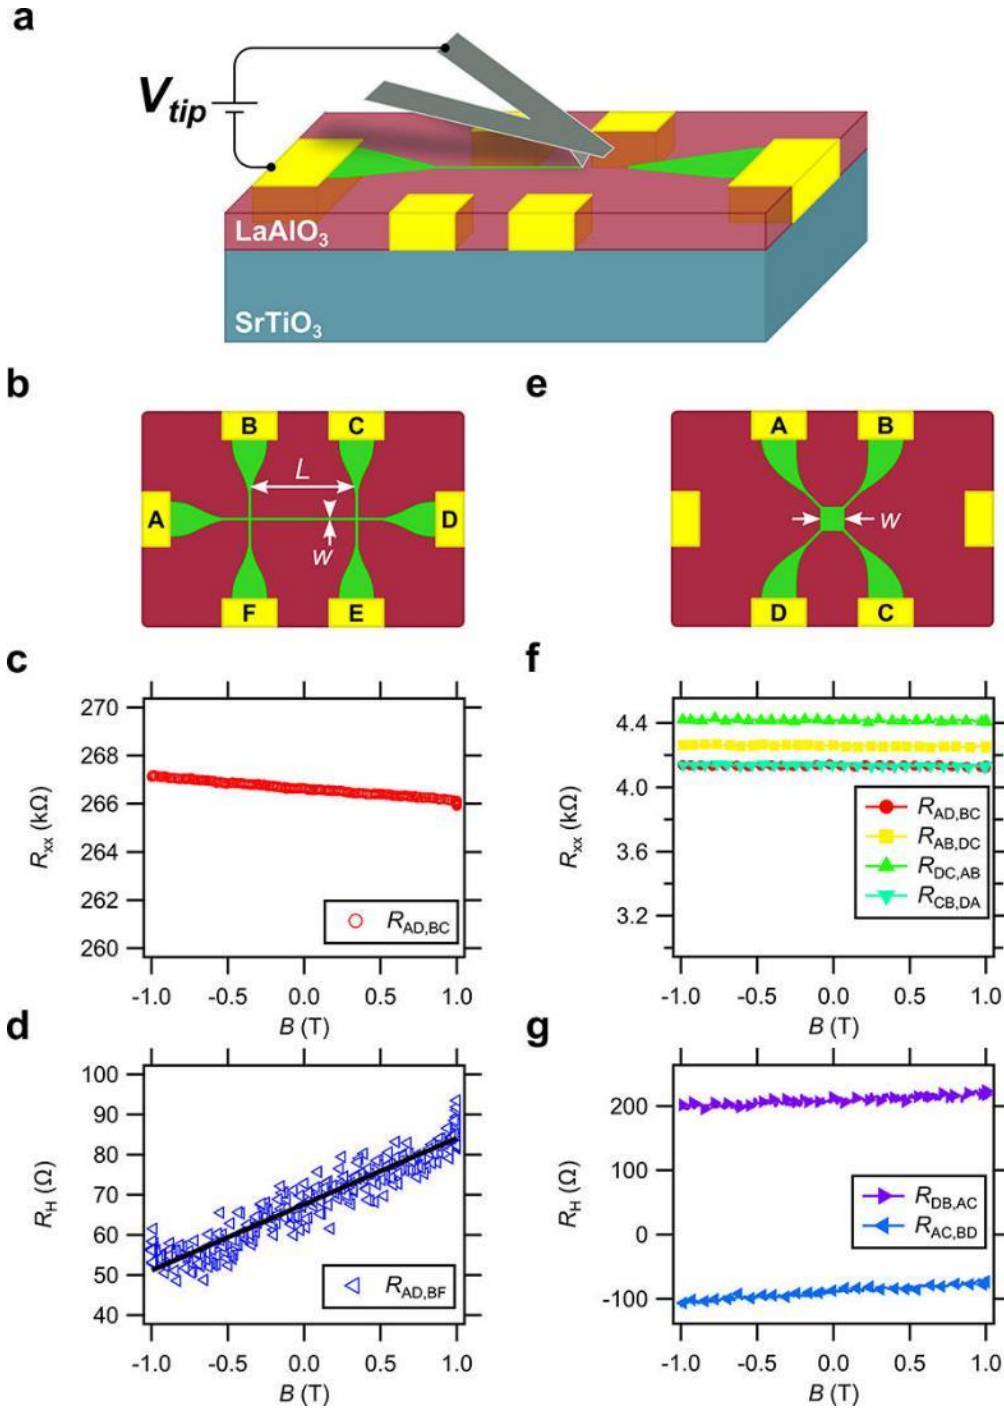 a
V_tip
LaAlO₃
SrTiO₃
b
B C
L
A D
w
F E
e
A B
w
D C
c
270
268
266
264
262
260
R_xx (kΩ)
R_AD,BC
-1.0 -0.5 0.0 0.5 1.0
B (T)
f
4.4
4.0
3.6
3.2
R_xx (kΩ)
R_AD,BC
R_AB,DC
R_DC,AB
R_CB,DA
-1.0 -0.5 0.0 0.5 1.0
B (T)
d
100
90
80
70
60
50
40
R_H (Ω)
R_AD,BF
-1.0 -0.5 0.0 0.5 1.0
B (T)
g
200
100
0
-100
R_H (Ω)
R_DB,AC
R_AC,BD
-1.0 -0.5 0.0 0.5 1.0
B (T)